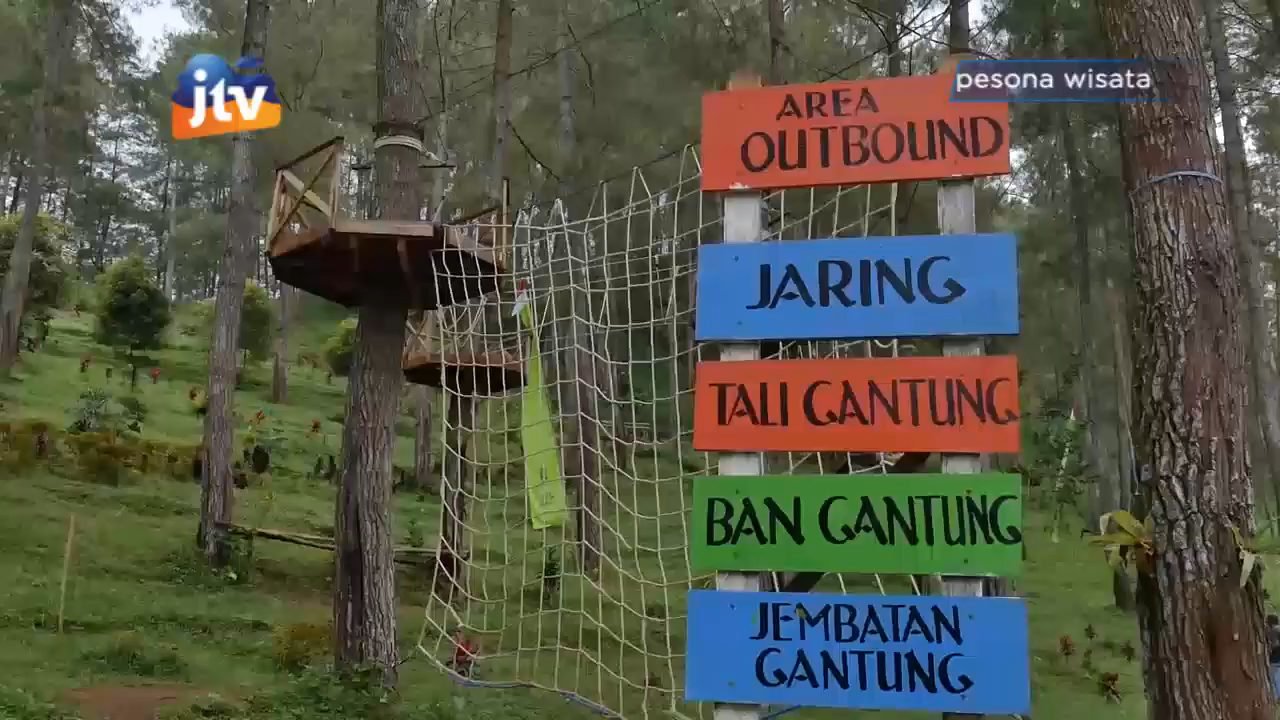 jtv
pesona wisata
AREA
OUTBOUND
JARING
TALI GANTUNG
BAN GANTUNG
JEMBATAN
GANTUNG